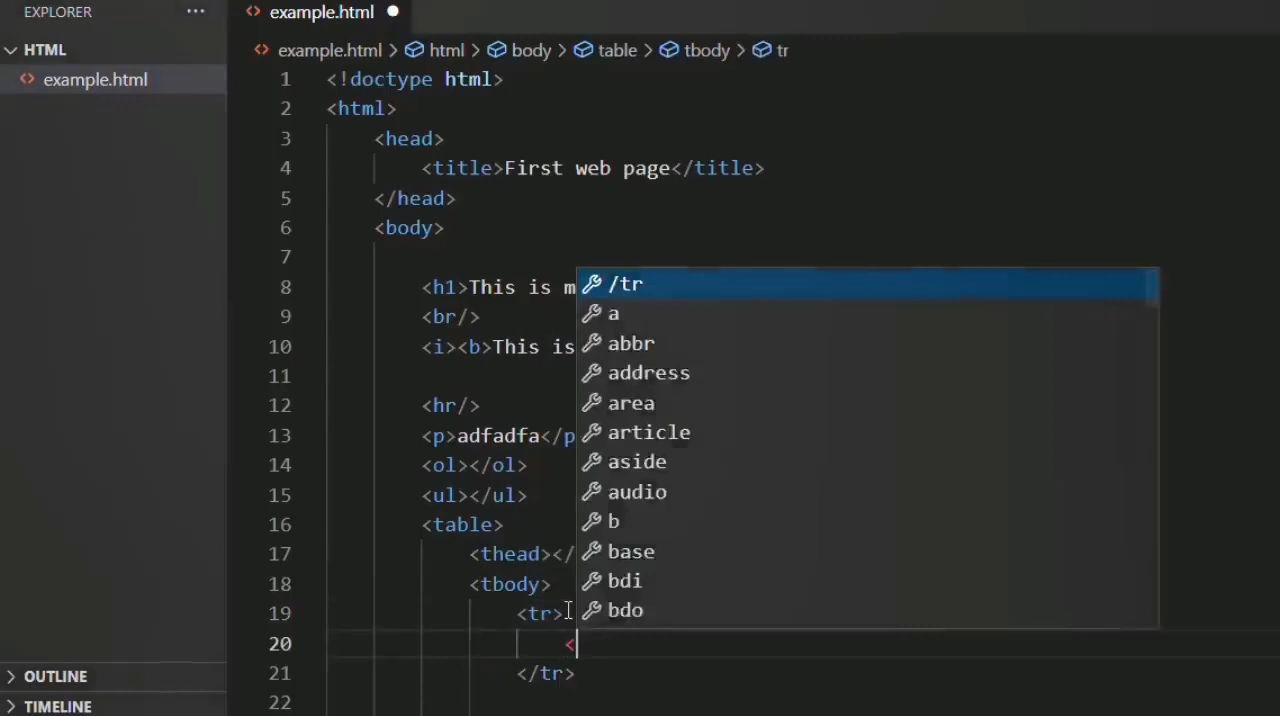 EXPLORER ...
HTML
example.html
OUTLINE
TIMELINE
example.html
example.html > html > body > table > tbody > tr
1 <!doctype html>
2 <html>
3 <head>
4 <title>First web page</title>
5 </head>
6 <body>
7
8 <h1>This is m
9 <br/>
10 <i><b>This is
11
12 <hr/>
13 <p>adfadfa</p
14 <ol></ol>
15 <ul></ul>
16 <table>
17 <thead></
18 <tbody>
19 <tr>
20 <
21 </tr>
22
/tr
a
abbr
address
area
article
aside
audio
b
base
bdi
bdo